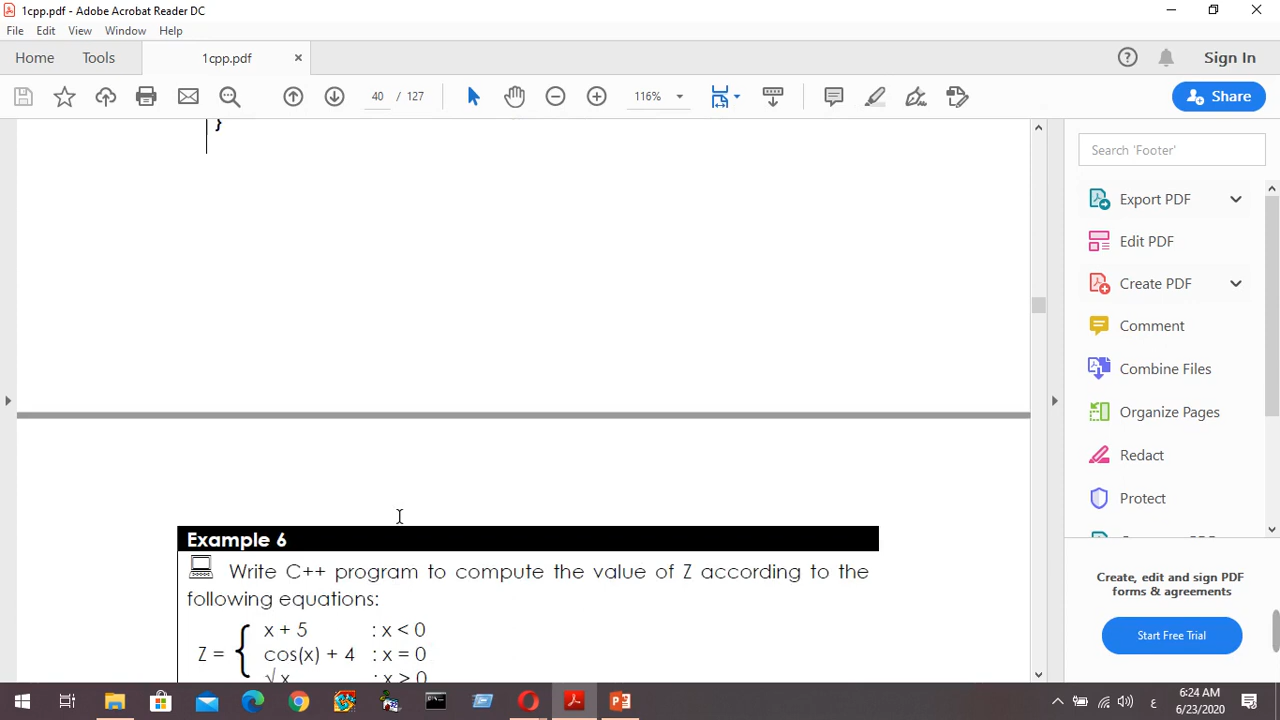 1cpp.pdf - Adobe Acrobat Reader DC
File Edit View Window Help
Home Tools 1cpp.pdf × Sign In
40 / 127 116% Share
}
Search 'Footer'
Export PDF
Edit PDF
Create PDF
Comment
Combine Files
Organize Pages
Redact
Protect
Create, edit and sign PDF
forms & agreements
Start Free Trial
Example 6
Write C++ program to compute the value of Z according to the
following equations:
x + 5 : x < 0
Z = { cos(x) + 4 : x = 0
√ x : x > 0
6:24 AM
ع
6/23/2020